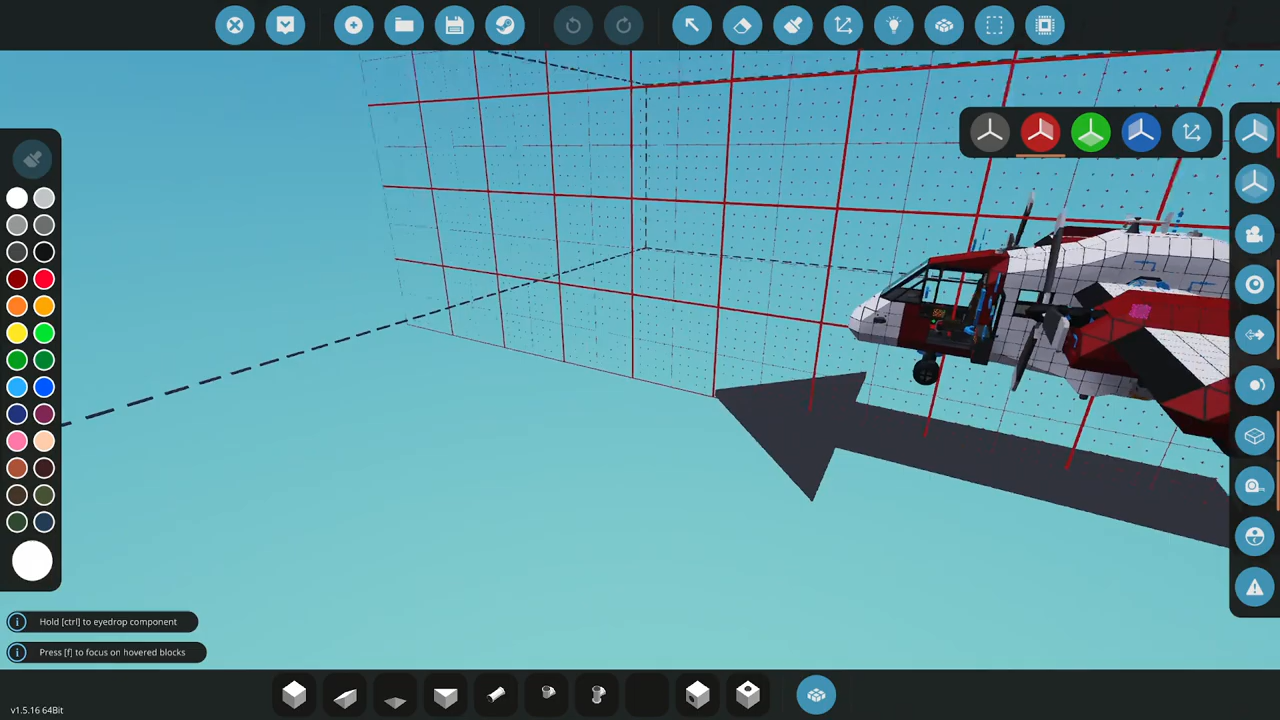 Hold [ctrl] to eyedrop component
Press [f] to focus on hovered blocks
v1.5.16 64Bit